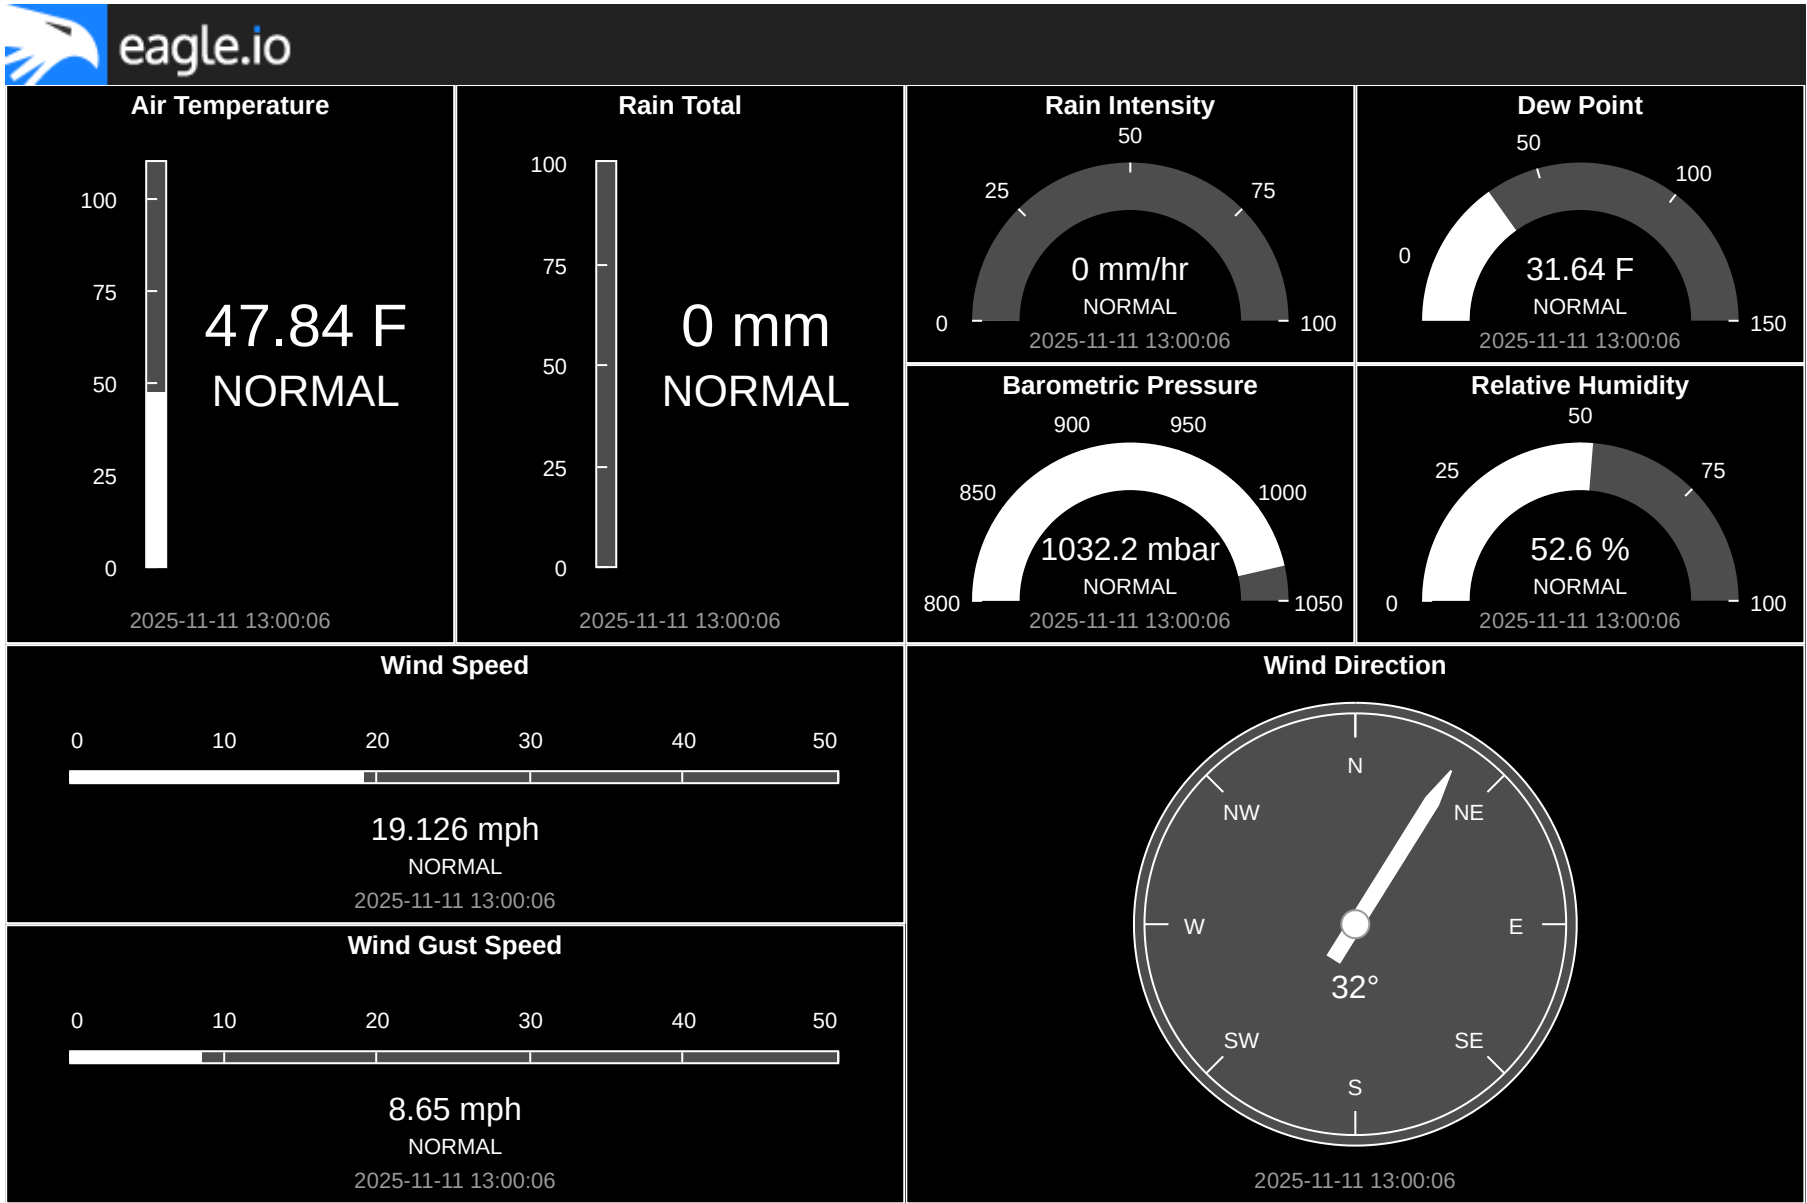 eagle.io
Air Temperature
100
75
50
25
0
47.84 F
NORMAL
2025-11-11 13:00:06
Rain Total
100
75
50
25
0
0 mm
NORMAL
2025-11-11 13:00:06
Rain Intensity
50
25
75
0
100
0 mm/hr
NORMAL
2025-11-11 13:00:06
Dew Point
50
100
0
150
31.64 F
NORMAL
2025-11-11 13:00:06
Barometric Pressure
900
950
850
1000
800
1050
1032.2 mbar
NORMAL
2025-11-11 13:00:06
Relative Humidity
50
25
75
0
100
52.6 %
NORMAL
2025-11-11 13:00:06
Wind Speed
0 10 20 30 40 50
19.126 mph
NORMAL
2025-11-11 13:00:06
Wind Gust Speed
0 10 20 30 40 50
8.65 mph
NORMAL
2025-11-11 13:00:06
Wind Direction
N
NW
NE
W
E
32°
SW
SE
S
2025-11-11 13:00:06